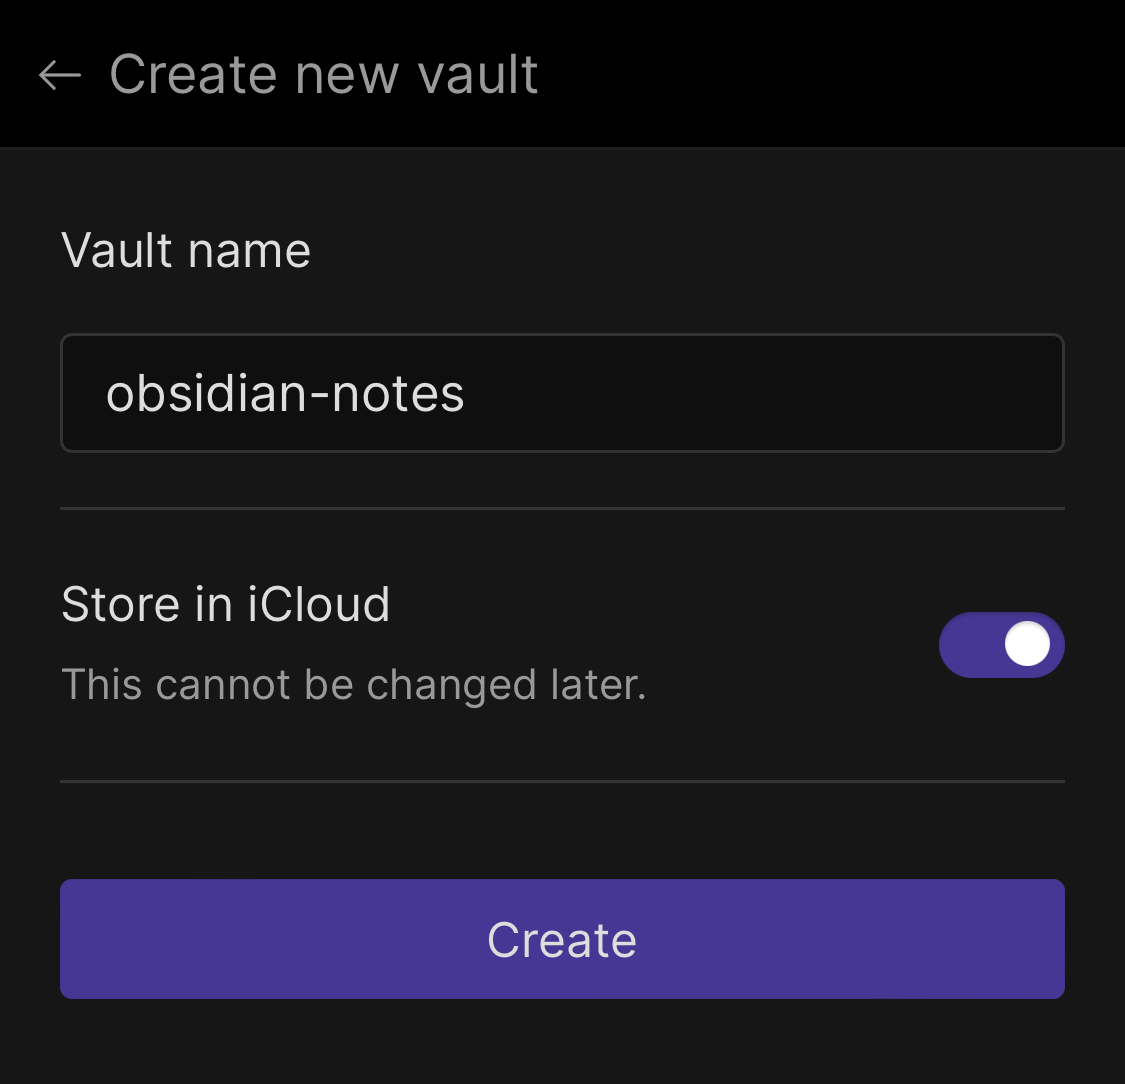 Create new vault
Vault name
obsidian-notes
Store in iCloud
This cannot be changed later.
Create